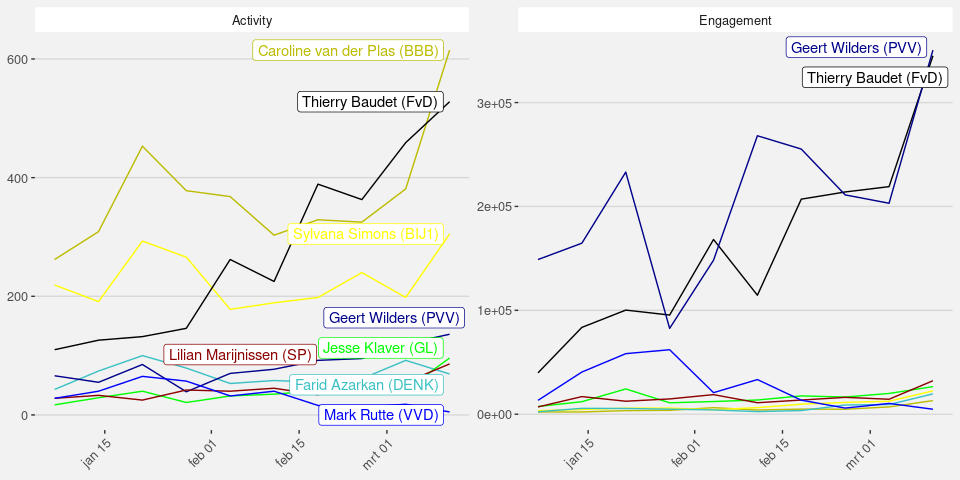 Activity
Engagement
600
400
200
0
Caroline van der Plas (BBB)
Thierry Baudet (FvD)
Sylvana Simons (BIJ1)
Geert Wilders (PVV)
Jesse Klaver (GL)
Lilian Marijnissen (SP)
Farid Azarkan (DENK)
Mark Rutte (VVD)
jan 15
feb 01
feb 15
mrt 01
3e+05
2e+05
1e+05
0e+00
Geert Wilders (PVV)
Thierry Baudet (FvD)
jan 15
feb 01
feb 15
mrt 01